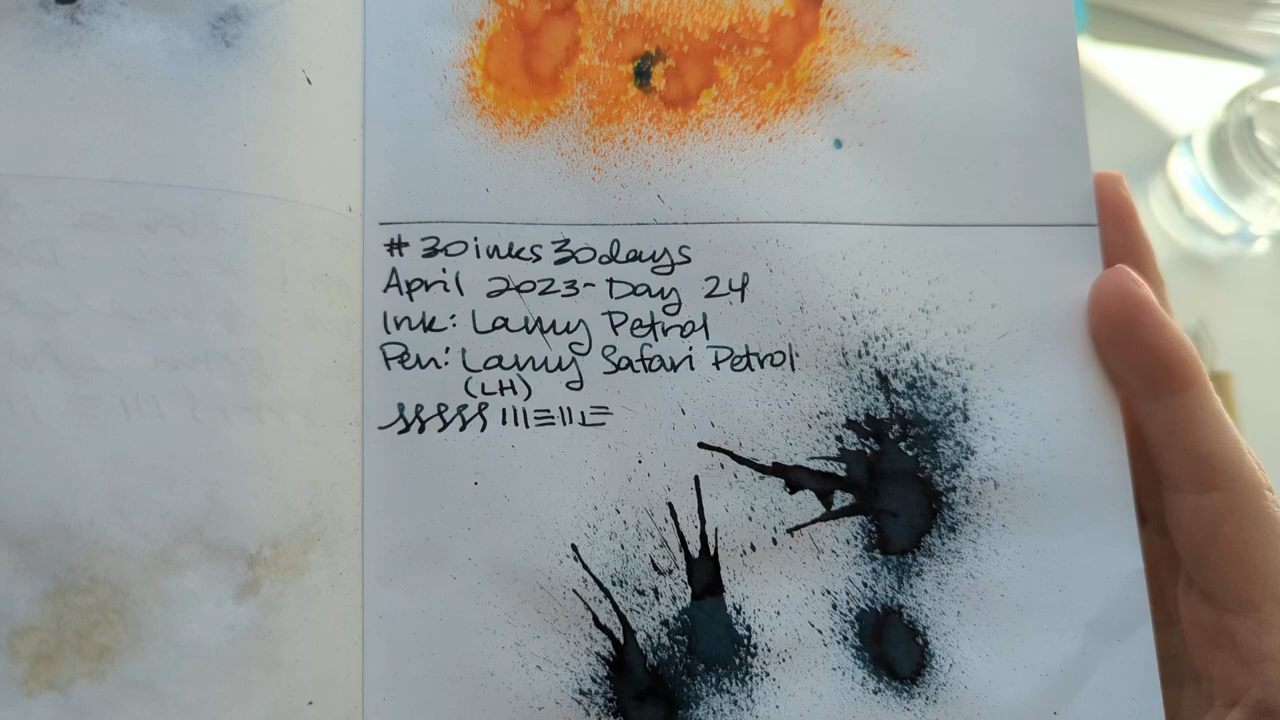 #30inks30days
April 2023-Day 24
Ink: Lamy Petrol
Pen: Lamy Safari Petrol
(LH)